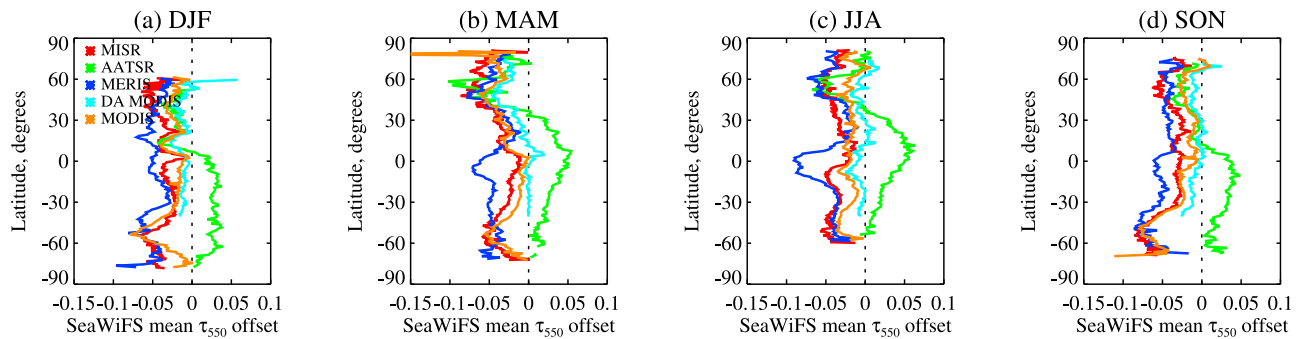 (a) DJF
90
60
30
0
-30
-60
-90
Latitude, degrees
MISR
AATSR
MERIS
DA MODIS
MODIS
-0.15 -0.1 -0.05 0 0.05 0.1
SeaWiFS mean τ550 offset
(b) MAM
90
60
30
0
-30
-60
-90
Latitude, degrees
-0.15 -0.1 -0.05 0 0.05 0.1
SeaWiFS mean τ550 offset
(c) JJA
90
60
30
0
-30
-60
-90
Latitude, degrees
-0.15 -0.1 -0.05 0 0.05 0.1
SeaWiFS mean τ550 offset
(d) SON
90
60
30
0
-30
-60
-90
Latitude, degrees
-0.15 -0.1 -0.05 0 0.05 0.1
SeaWiFS mean τ550 offset